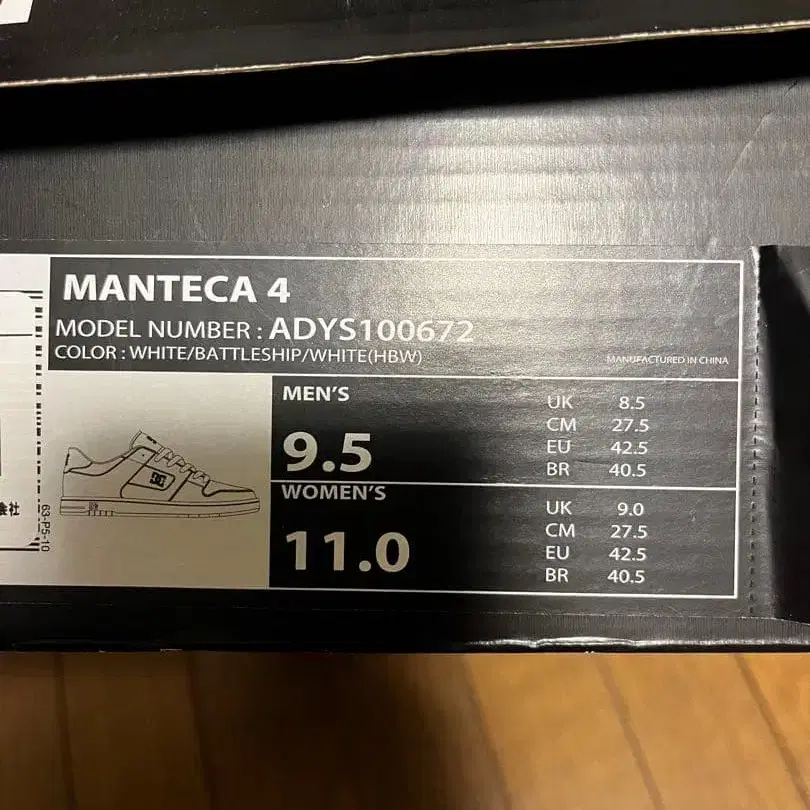 MANTECA 4
MODEL NUMBER : ADYS100672
COLOR : WHITE/BATTLESHIP/WHITE(HBW)
MANUFACTURED IN CHINA
MEN'S
9.5
UK 8.5
CM 27.5
EU 42.5
BR 40.5
WOMEN'S
11.0
UK 9.0
CM 27.5
EU 42.5
BR 40.5
会社
63-P5-10